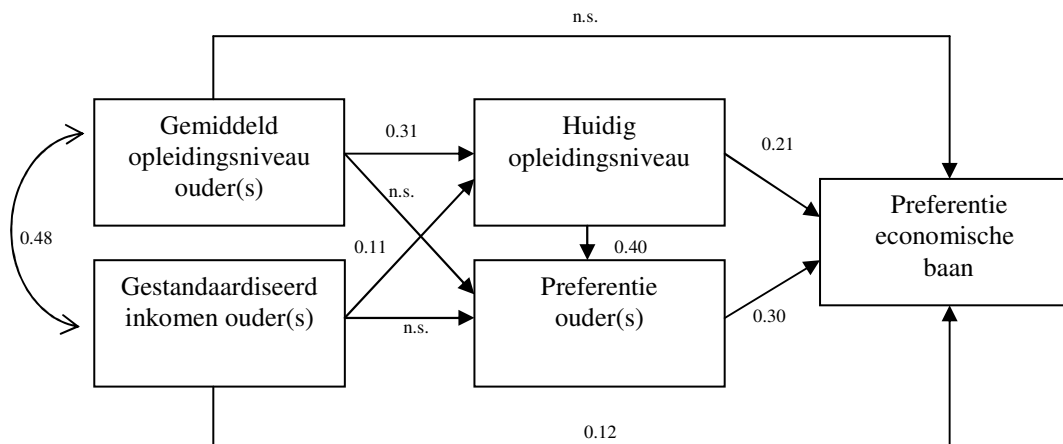 n.s.
Gemiddeld
opleidingsniveau
ouder(s)
0.31
Huidig
opleidingsniveau
0.21
n.s.
Preferentie
economische
baan
0.48
0.11
0.40
Gestandaardiseerd
inkomen ouder(s)
n.s.
Preferentie
ouder(s)
0.30
0.12